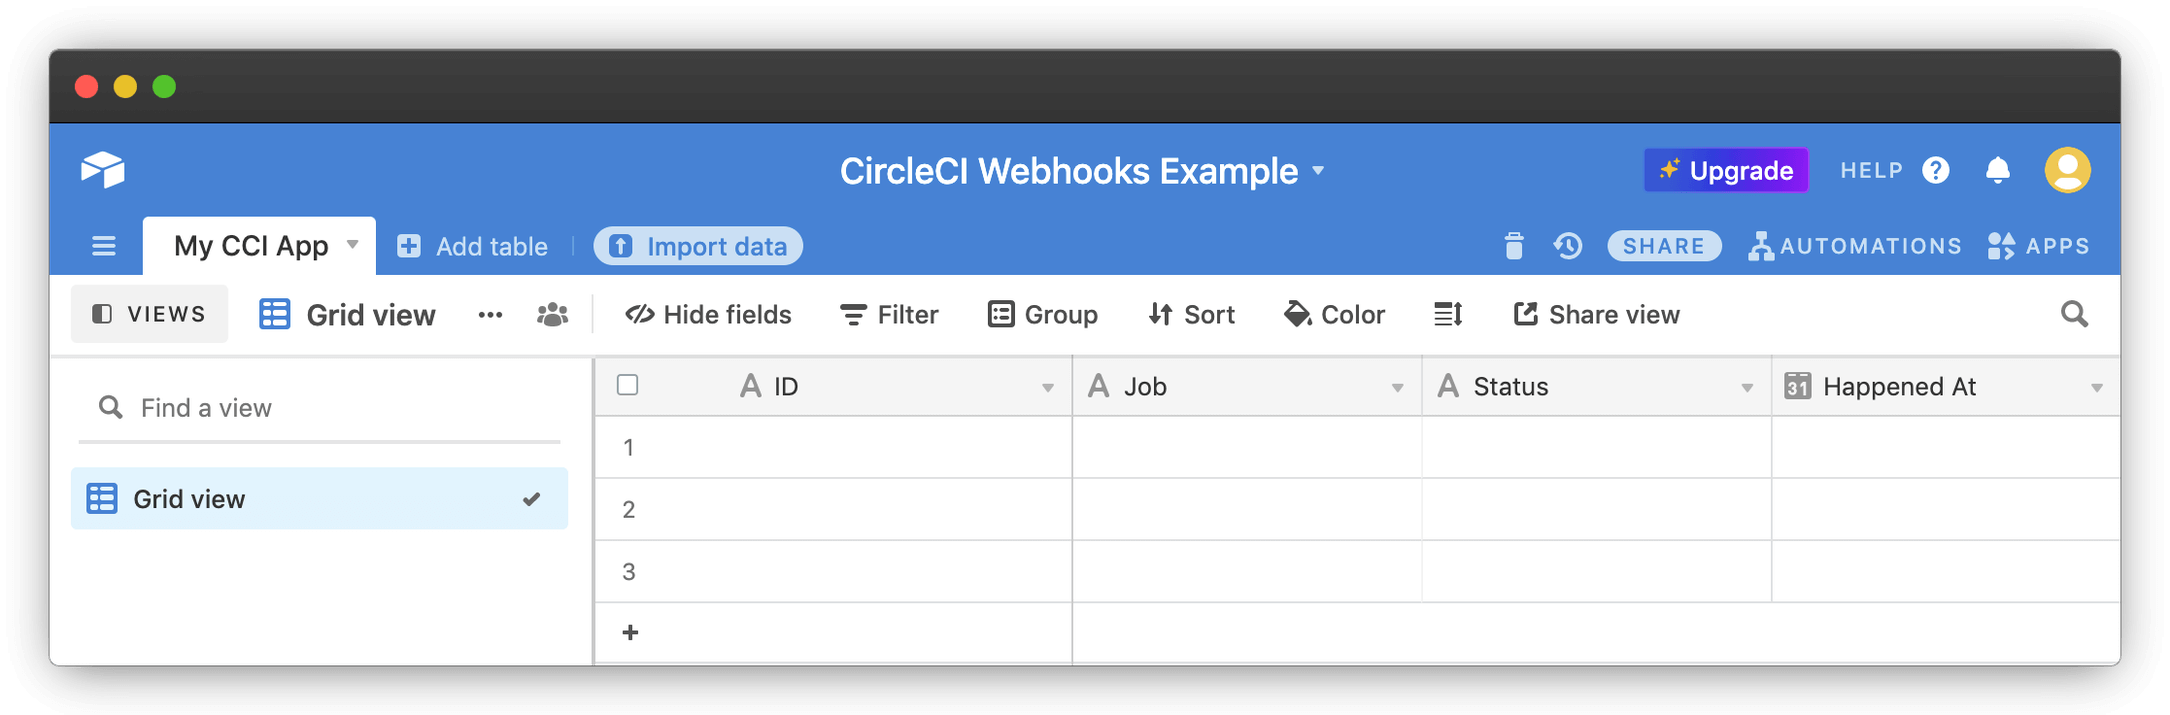 CircleCI Webhooks Example
Upgrade
HELP ?
My CCI App
Add table
Import data
SHARE
AUTOMATIONS
APPS
VIEWS
Grid view
Hide fields
Filter
Group
Sort
Color
Share view
Find a view
Grid view
A ID
A Job
A Status
31 Happened At
1
2
3